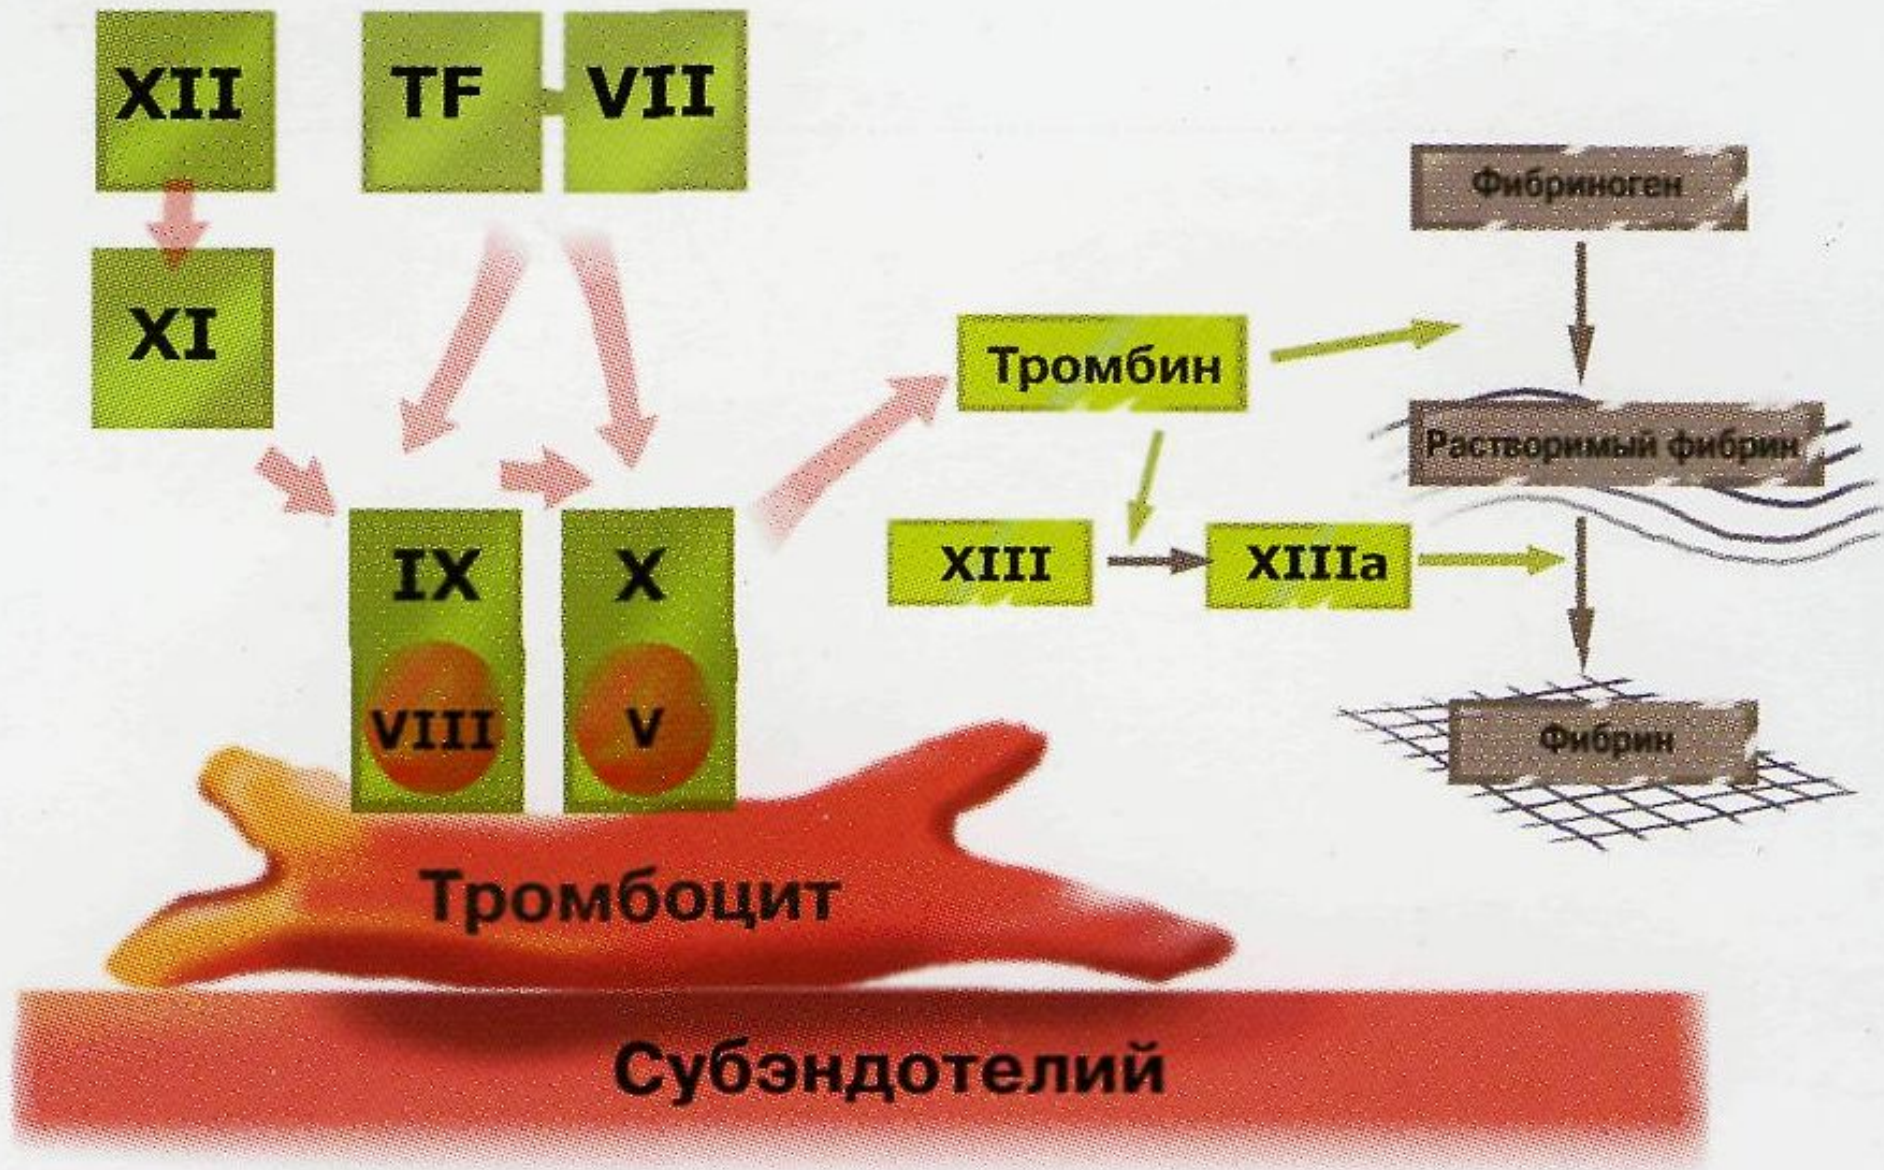 XII
TF
VII
XI
Фибриноген
Тромбин
Растворимый фибрин
XIII
XIIIa
IX
X
VIII
V
Фибрин
Тромбоцит
Субэндотелий